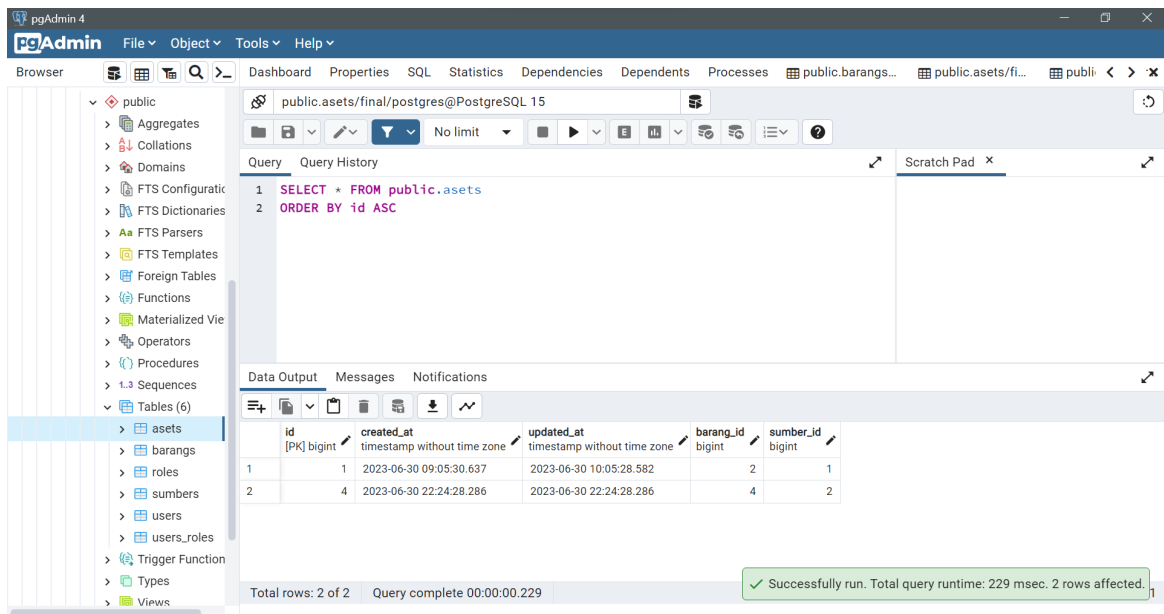 pgAdmin 4
pgAdmin File Object Tools Help
Browser
Dashboard Properties SQL Statistics Dependencies Dependents Processes public.barangs... public.asets/fi... publi
public
Aggregates
Collations
Domains
FTS Configuratic
FTS Dictionaries
Aa FTS Parsers
FTS Templates
Foreign Tables
Functions
Materialized Vie
Operators
Procedures
1..3 Sequences
Tables (6)
asets
barangs
roles
sumbers
users
users_roles
Trigger Function
Types
Views
public.asets/final/postgres@PostgreSQL 15
No limit
E
Query Query History
Scratch Pad
1 SELECT * FROM public.asets
2 ORDER BY id ASC
Data Output Messages Notifications
id created_at updated_at barang_id sumber_id
[PK] bigint timestamp without time zone timestamp without time zone bigint bigint
1 1 2023-06-30 09:05:30.637 2023-06-30 10:05:28.582 2 1
2 4 2023-06-30 22:24:28.286 2023-06-30 22:24:28.286 4 2
Successfully run. Total query runtime: 229 msec. 2 rows affected.
Total rows: 2 of 2 Query complete 00:00:00.229 1